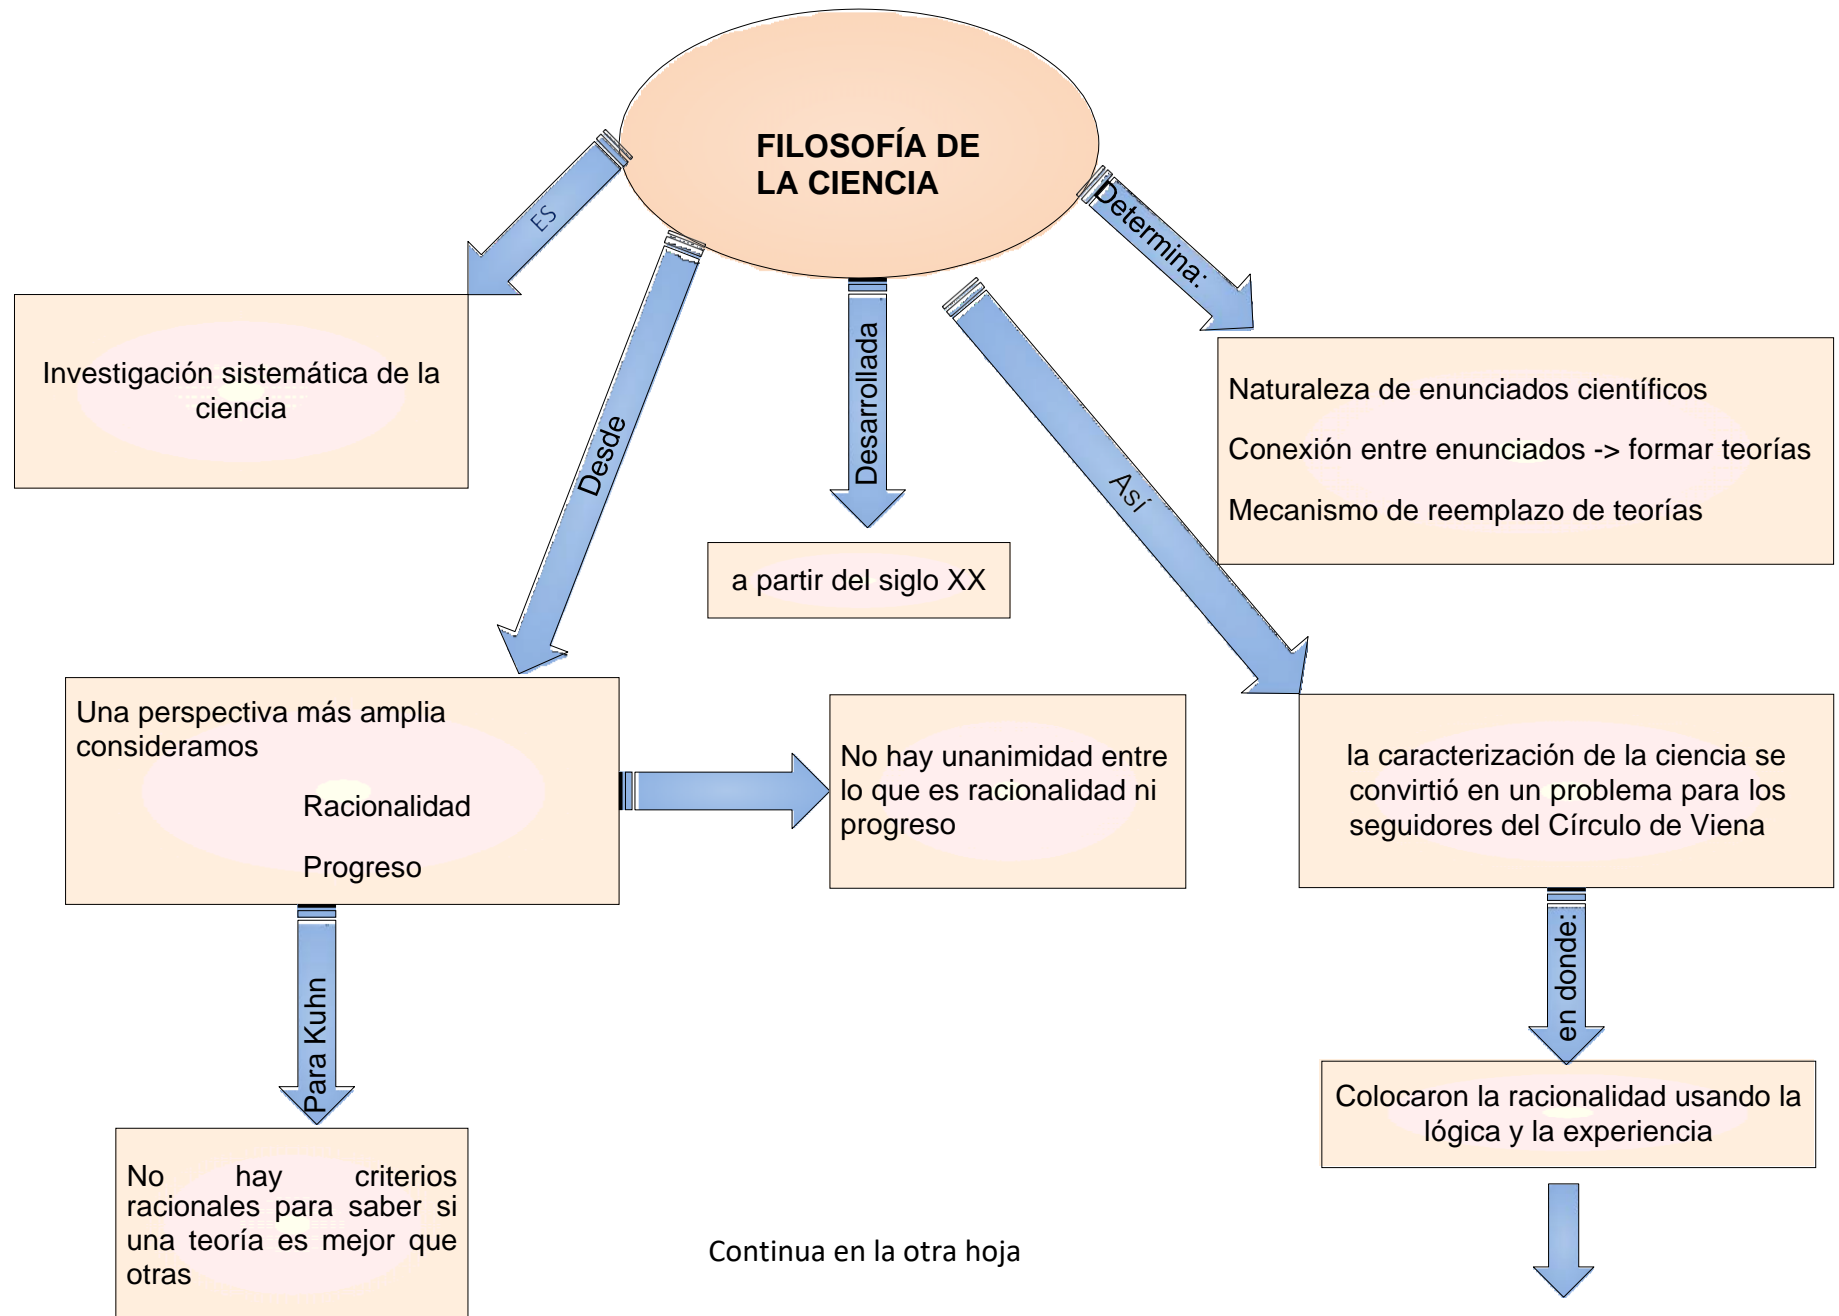 FILOSOFÍA DE
LA CIENCIA
ES
Determina:
Desde
Desarrollada
Así
Investigación sistemática de la
ciencia
Naturaleza de enunciados científicos
Conexión entre enunciados -> formar teorías
Mecanismo de reemplazo de teorías
a partir del siglo XX
Una perspectiva más amplia
consideramos
Racionalidad
Progreso
No hay unanimidad entre
lo que es racionalidad ni
progreso
la caracterización de la ciencia se
convirtió en un problema para los
seguidores del Círculo de Viena
Para Kuhn
en donde:
No hay criterios
racionales para saber si
una teoría es mejor que
otras
Colocaron la racionalidad usando la
lógica y la experiencia
Continua en la otra hoja